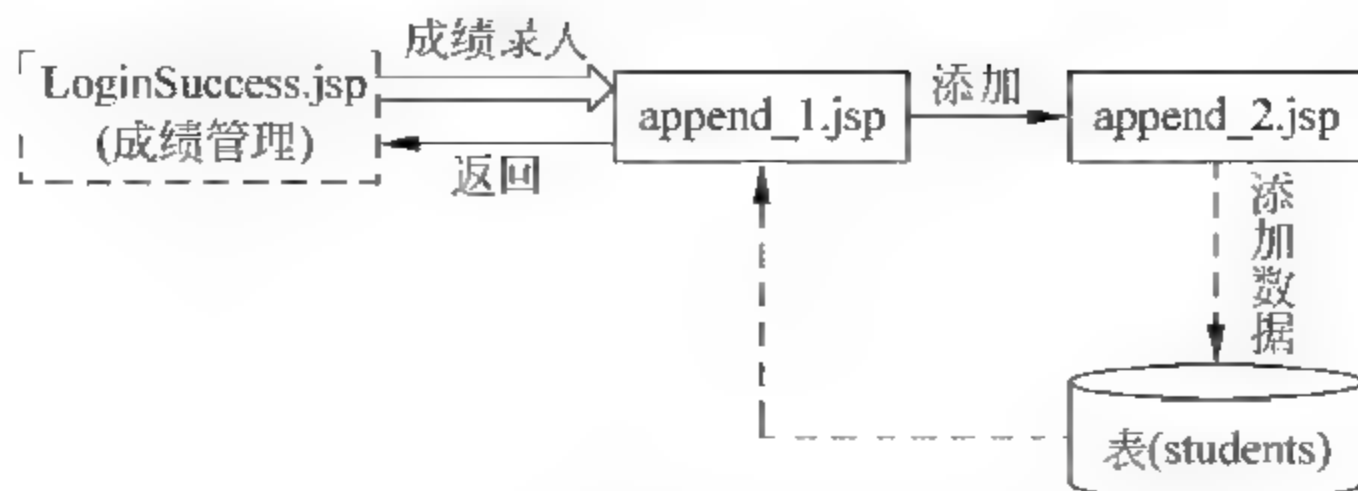 成绩录人
LoginSuccess.jsp
(成绩管理)
append_1.jsp
添加
append_2.jsp
返回
添加数据
表(students)